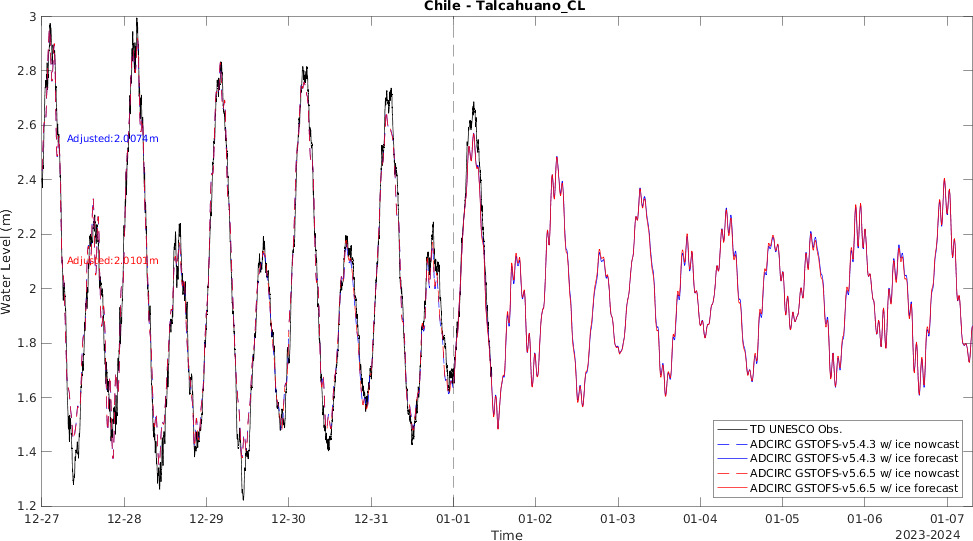 Chile - Talcahuano_CL
3
2.8
2.6
2.4
2.2
2
1.8
1.6
1.4
1.2
Water Level (m)
Adjusted:2.0074m
Adjusted:2.0101m
TD UNESCO Obs.
ADCIRC GSTOFS-v5.4.3 w/ ice nowcast
ADCIRC GSTOFS-v5.4.3 w/ ice forecast
ADCIRC GSTOFS-v5.6.5 w/ ice nowcast
ADCIRC GSTOFS-v5.6.5 w/ ice forecast
12-27 12-28 12-29 12-30 12-31 01-01 01-02 01-03 01-04 01-05 01-06 01-07
Time
2023-2024